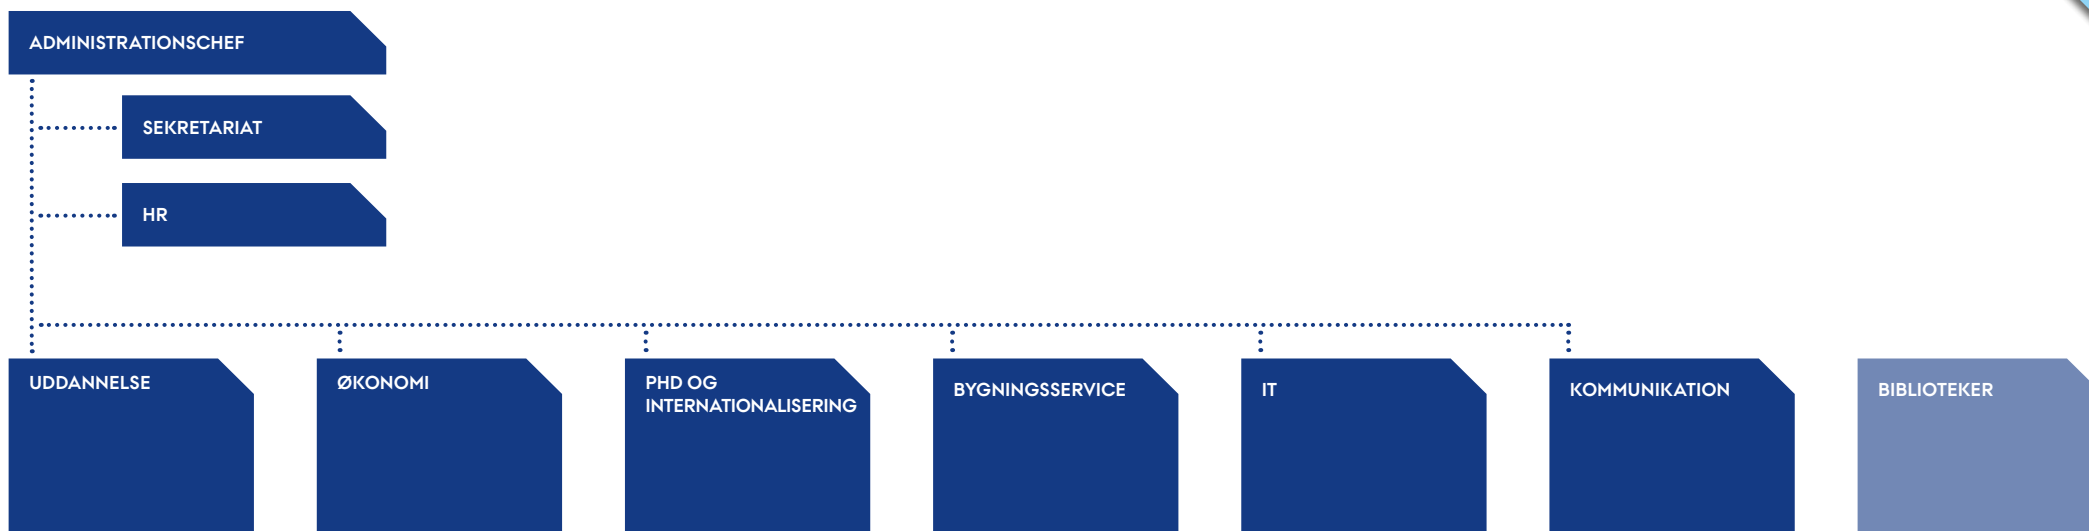 ADMINISTRATIONSCHEF
SEKRETARIAT
HR
UDDANNELSE
ØKONOMI
PHD OG
INTERNATIONALISERING
BYGNINGSSERVICE
IT
KOMMUNIKATION
BIBLIOTEKER